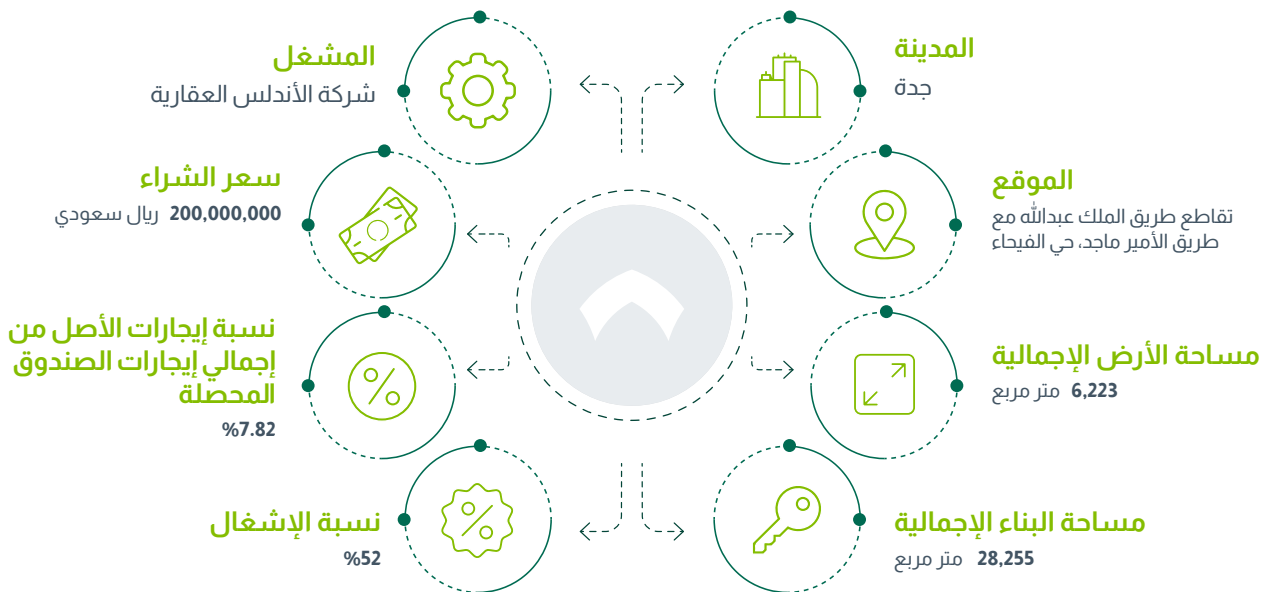 المدينة
جدة
الموقع
تقاطع طريق الملك عبدالله مع
طريق الأمير ماجد، حي الفيحاء
مساحة الأرض الإجمالية
6,223 متر مربع
مساحة البناء الإجمالية
28,255 متر مربع
المشغل
شركة الأندلس العقارية
سعر الشراء
200,000,000 ريال سعودي
نسبة إيجارات الأصل من
إجمالي إيجارات الصندوق
المحصلة
%7.82
نسبة الإشغال
%52